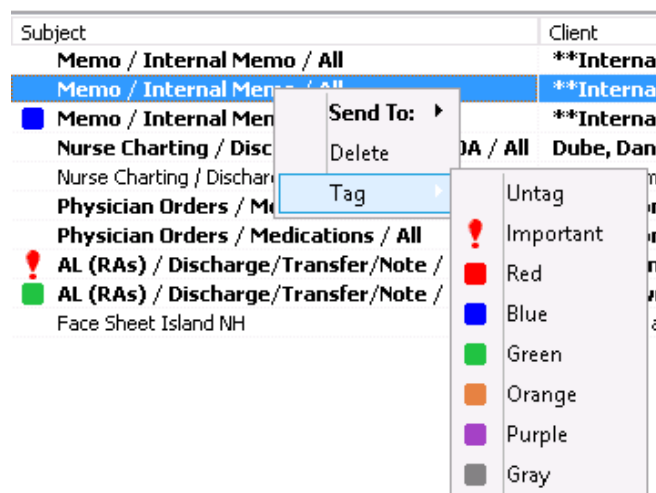 Subject Client
Memo / Internal Memo / All **Interna
Memo / Internal Memo / All **Interna
Memo / Internal Mem **Interna
Nurse Charting / Disc DA / All Dube, Dan
Nurse Charting / Dischar
Physician Orders / Me
Physician Orders / Medications / All
AL (RAs) / Discharge/Transfer/Note /
AL (RAs) / Discharge/Transfer/Note /
Face Sheet Island NH
Send To:
Delete
Tag
Untag
Important
Red
Blue
Green
Orange
Purple
Gray